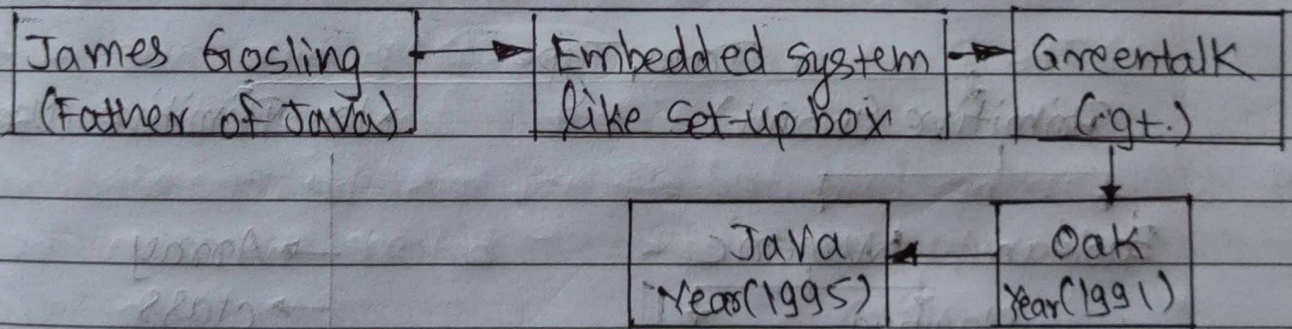 James Gosling
(Father of Java)
Embedded system
like set-up box
Greentalk
(.gt.)
Oak
Year(1991)
Java
Year(1995)